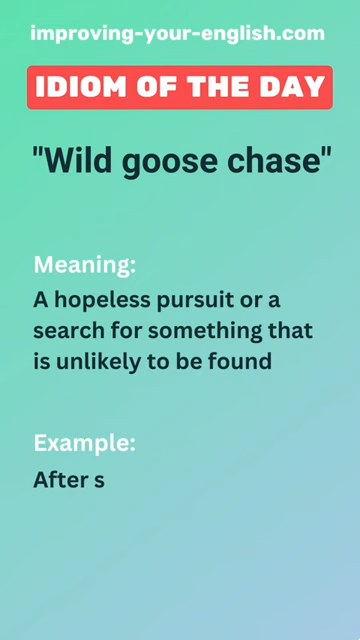 improving-your-english.com
IDIOM OF THE DAY
"Wild goose chase"
Meaning:
A hopeless pursuit or a
search for something that
is unlikely to be found
Example:
After s